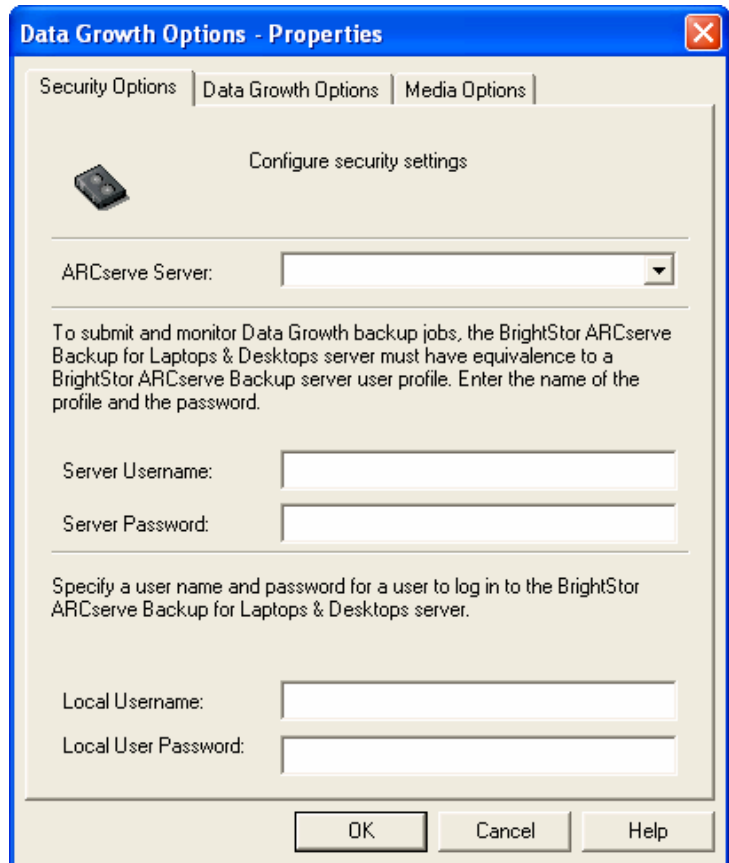 Data Growth Options - Properties
Security Options
Data Growth Options
Media Options
Configure security settings
ARCserve Server:
To submit and monitor Data Growth backup jobs, the BrightStor ARCserve
Backup for Laptops & Desktops server must have equivalence to a
BrightStor ARCserve Backup server user profile. Enter the name of the
profile and the password.
Server Username:
Server Password:
Specify a user name and password for a user to log in to the BrightStor
ARCserve Backup for Laptops & Desktops server.
Local Username:
Local User Password:
OK
Cancel
Help